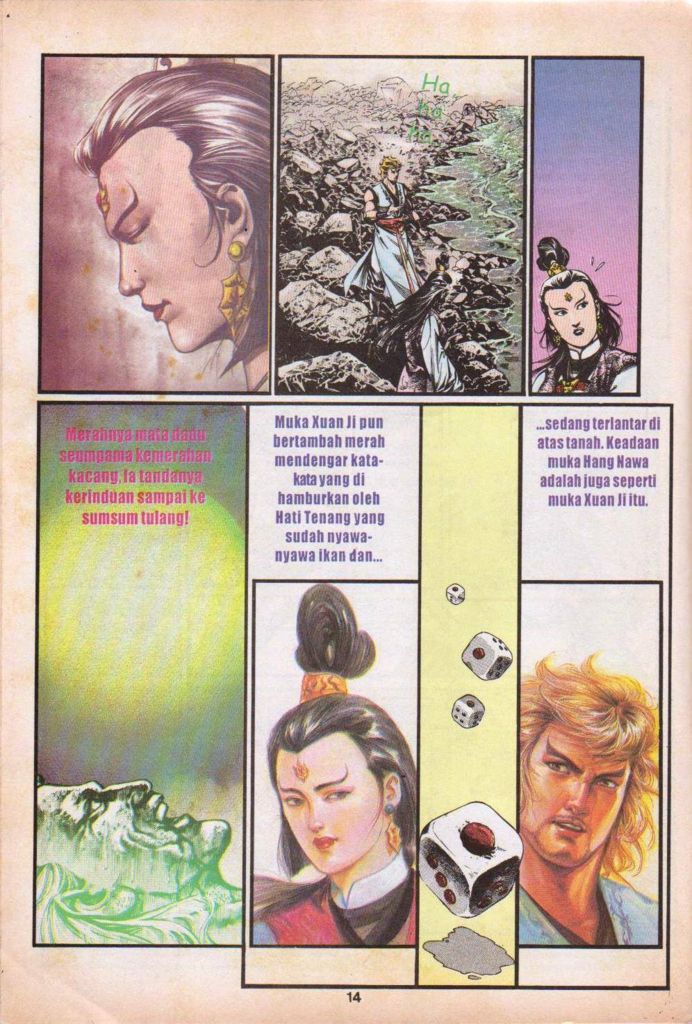 Ha
ha
ha
Merahnya mata dadu
seumpama kemerahan
kacang, Ia tandanya
kerinduan sampai ke
sumsum tulang!
Muka Xuan Ji pun
bertambah merah
mendengar kata-
kata yang di
hamburkan oleh
Hati Tenang yang
sudah nyawa-
nyawa ikan dan...
...sedang terlantar di
atas tanah. Keadaan
muka Hang Nawa
adalah juga seperti
muka Xuan Ji itu.
14